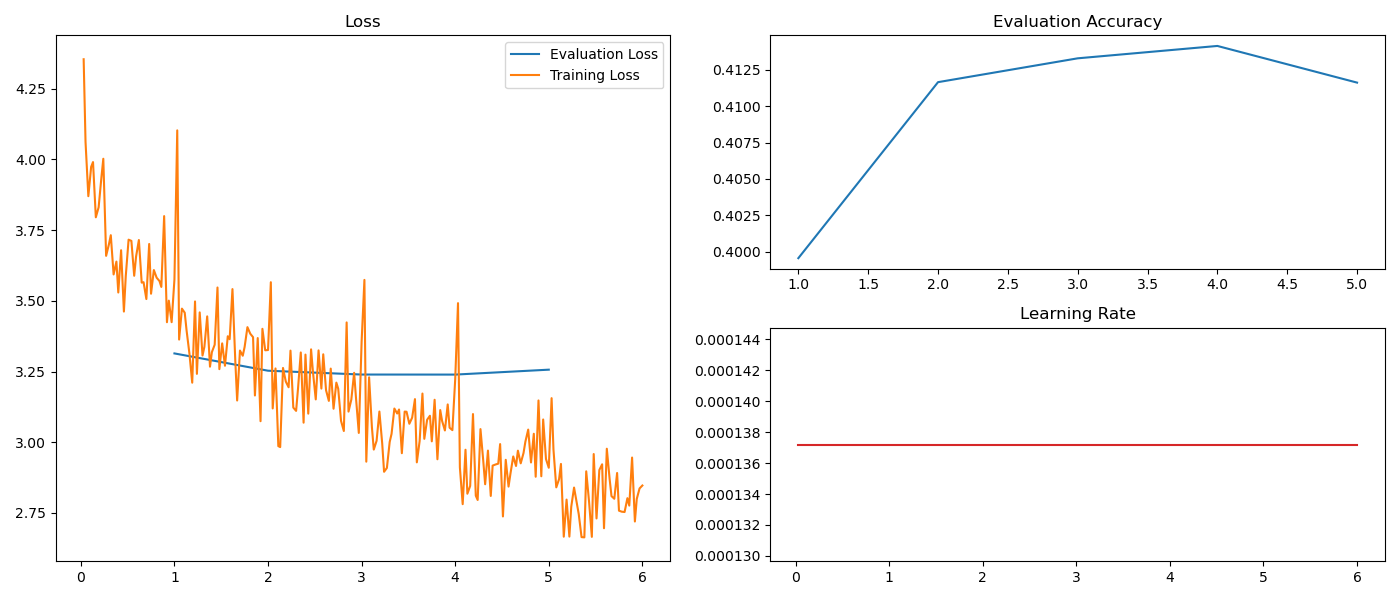 Loss
Evaluation Loss
Training Loss
4.25
4.00
3.75
3.50
3.25
3.00
2.75
0 1 2 3 4 5 6
Evaluation Accuracy
0.4125
0.4100
0.4075
0.4050
0.4025
0.4000
1.0 1.5 2.0 2.5 3.0 3.5 4.0 4.5 5.0
Learning Rate
0.000144
0.000142
0.000140
0.000138
0.000136
0.000134
0.000132
0.000130
0 1 2 3 4 5 6